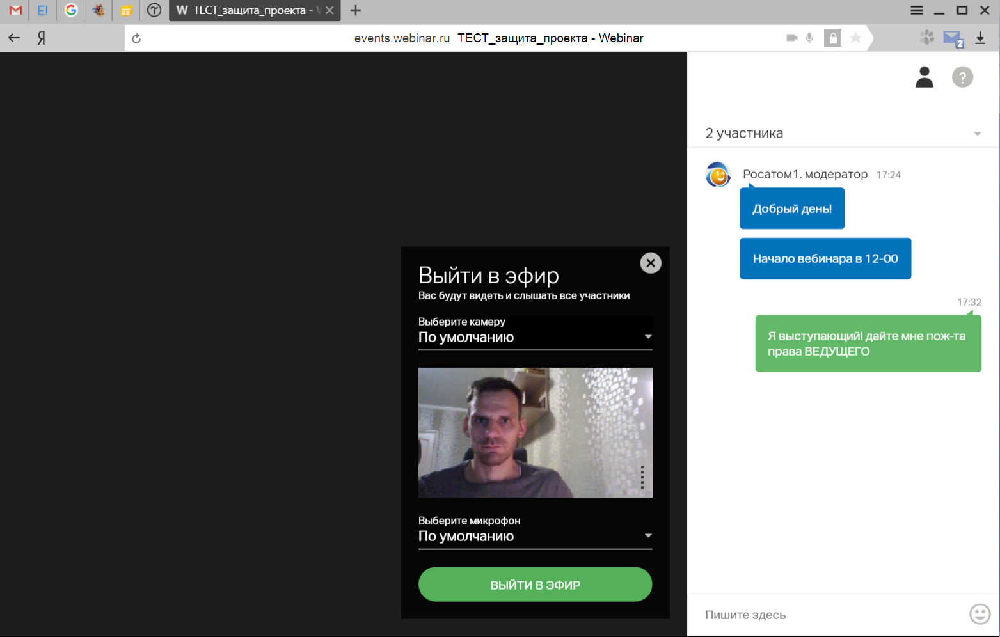 W ТЕСТ_защита_проекта -
Я
events.webinar.ru ТЕСТ_защита_проекта - Webinar
2
2 участника
Росатом1. модератор 17:24
Добрый день!
Начало вебинара в 12-00
17:32
Я выступающий! дайте мне пож-та
права ВЕДУЩЕГО
Выйти в эфир
Вас будут видеть и слышать все участники
Выберите камеру
По умолчанию
Выберите микрофон
По умолчанию
ВЫЙТИ В ЭФИР
Пишите здесь